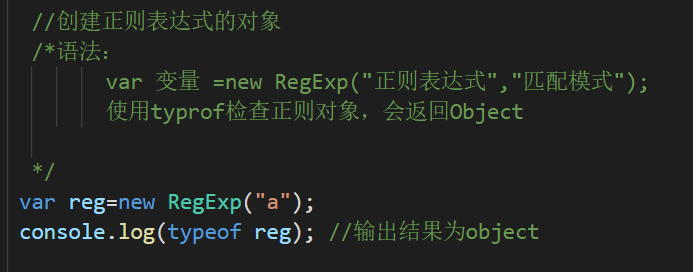 //创建正则表达式的对象
/*语法:
var 变量 =new RegExp("正则表达式","匹配模式");
使用typrof检查正则对象，会返回Object
*/
var reg=new RegExp("a");
console.log(typeof reg); //输出结果为object